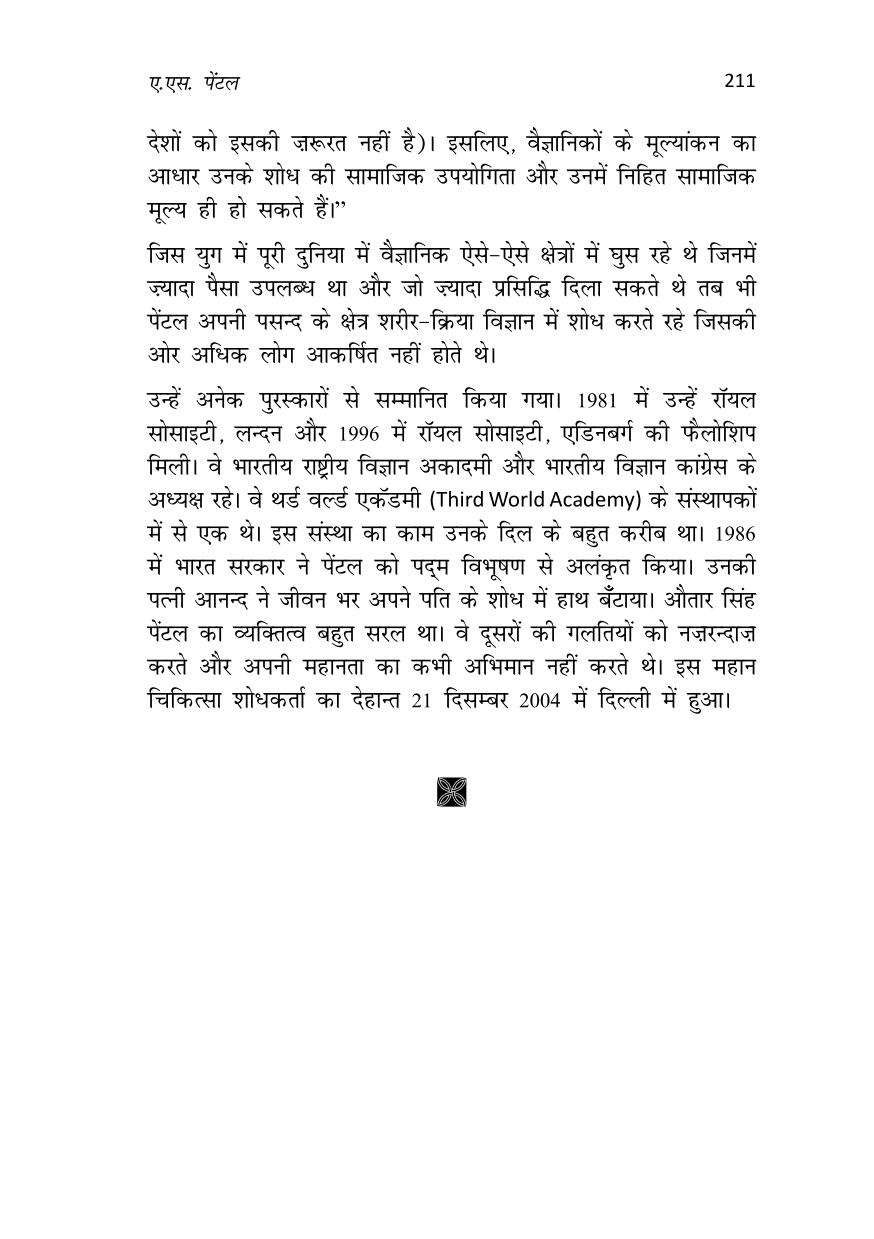 ए.एस. पेंटल 211
देशों को इसकी ज़रूरत नहीं है)। इसलिए, वैज्ञानिकों के मूल्यांकन का
आधार उनके शोध की सामाजिक उपयोगिता और उनमें निहित सामाजिक
मूल्य ही हो सकते हैं।”
जिस युग में पूरी दुनिया में वैज्ञानिक ऐसे-ऐसे क्षेत्रों में घुस रहे थे जिनमें
ज़्यादा पैसा उपलब्ध था और जो ज़्यादा प्रसिद्धि दिला सकते थे तब भी
पेंटल अपनी पसन्द के क्षेत्र शरीर-क्रिया विज्ञान में शोध करते रहे जिसकी
ओर अधिक लोग आकर्षित नहीं होते थे।
उन्हें अनेक पुरस्कारों से सम्मानित किया गया। 1981 में उन्हें रॉयल
सोसाइटी, लन्दन और 1996 में रॉयल सोसाइटी, एडिनबर्ग की फैलोशिप
मिली। वे भारतीय राष्ट्रीय विज्ञान अकादमी और भारतीय विज्ञान कांग्रेस के
अध्यक्ष रहे। वे थर्ड वर्ल्ड एकॅडमी (Third World Academy) के संस्थापकों
में से एक थे। इस संस्था का काम उनके दिल के बहुत करीब था। 1986
में भारत सरकार ने पेंटल को पद्म विभूषण से अलंकृत किया। उनकी
पत्नी आनन्द ने जीवन भर अपने पति के शोध में हाथ बँटाया। औतार सिंह
पेंटल का व्यक्तित्व बहुत सरल था। वे दूसरों की गलतियों को नज़रन्दाज़
करते और अपनी महानता का कभी अभिमान नहीं करते थे। इस महान
चिकित्सा शोधकर्ता का देहान्त 21 दिसम्बर 2004 में दिल्ली में हुआ।